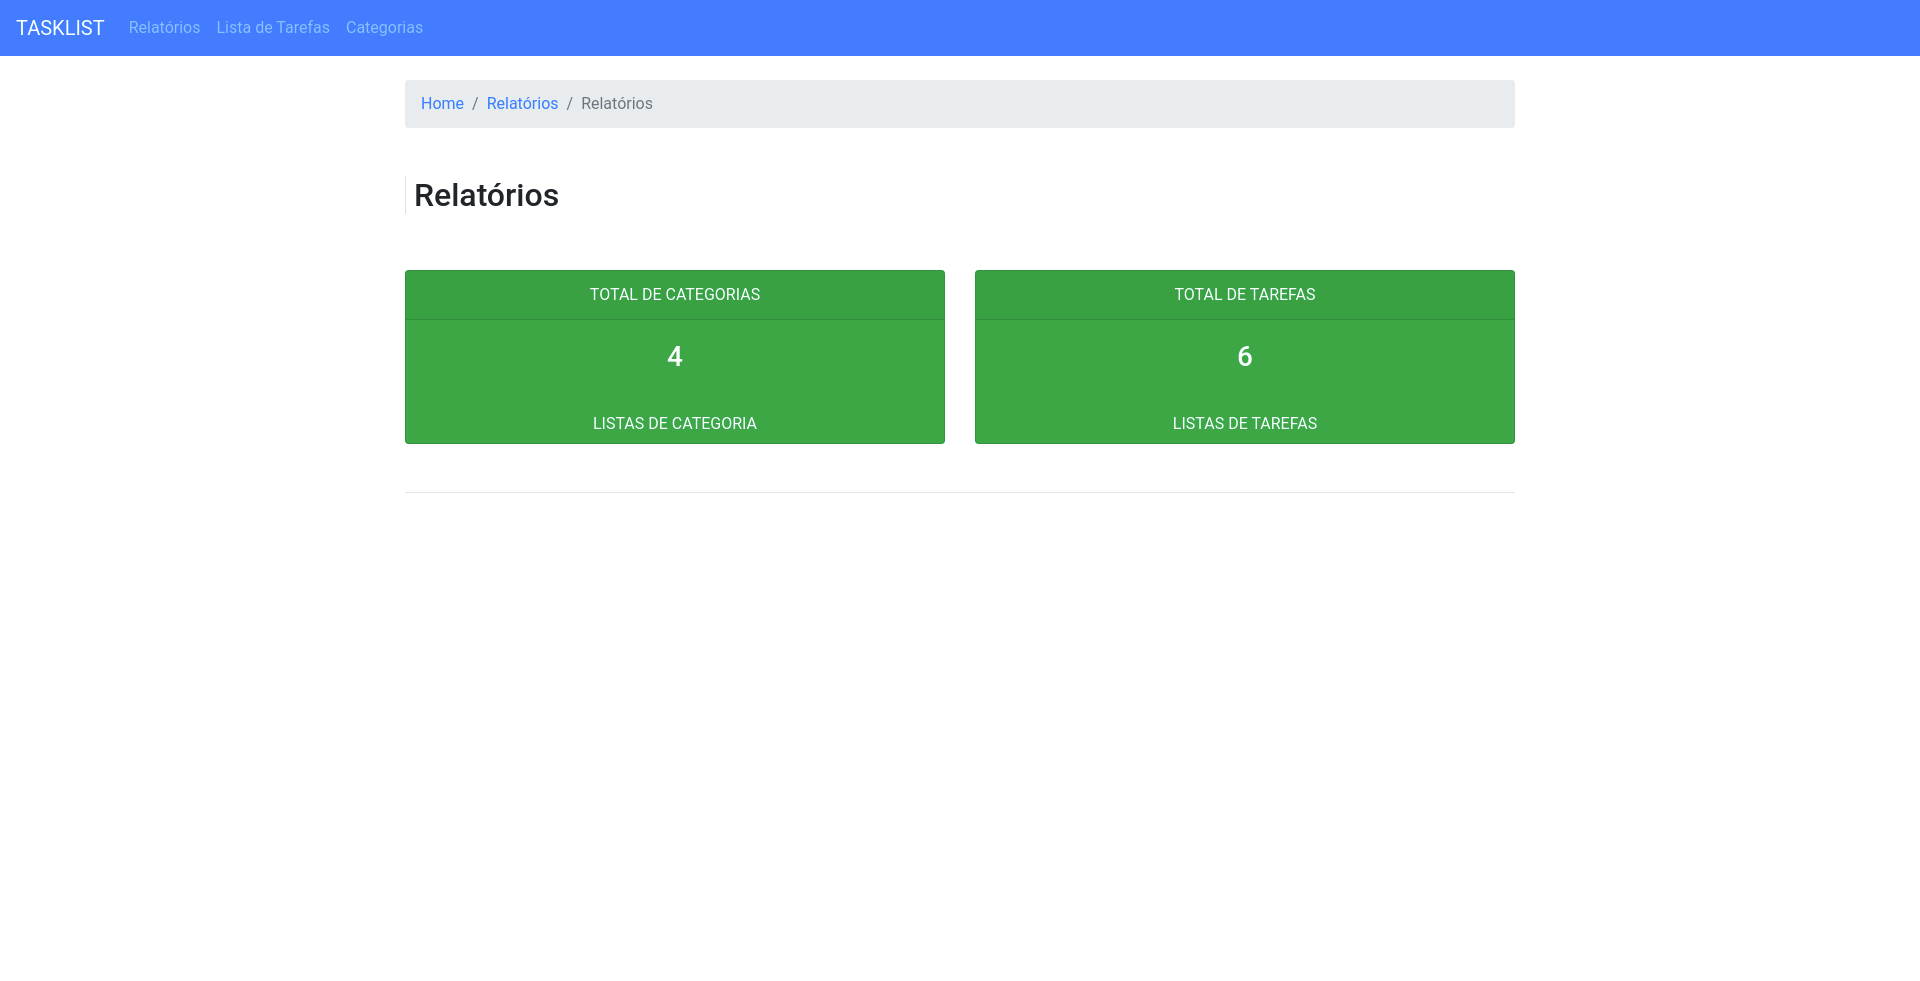 TASKLIST Relatórios Lista de Tarefas Categorias
Home / Relatórios / Relatórios
Relatórios
TOTAL DE CATEGORIAS
4
LISTAS DE CATEGORIA
TOTAL DE TAREFAS
6
LISTAS DE TAREFAS